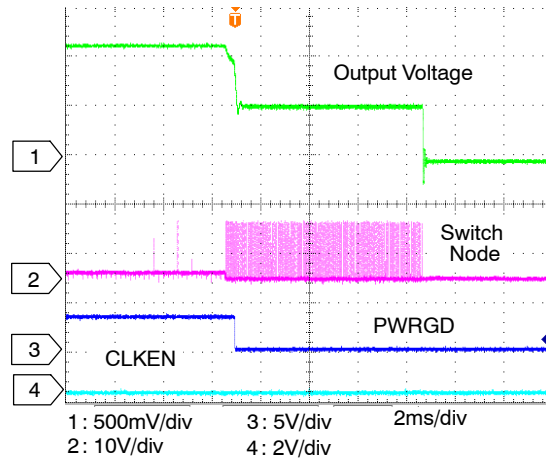 T
Output Voltage
1
Switch
Node
2
PWRGD
3
CLKEN
4
1 : 500mV/div 3 : 5V/div 2ms/div
2 : 10V/div 4 : 2V/div